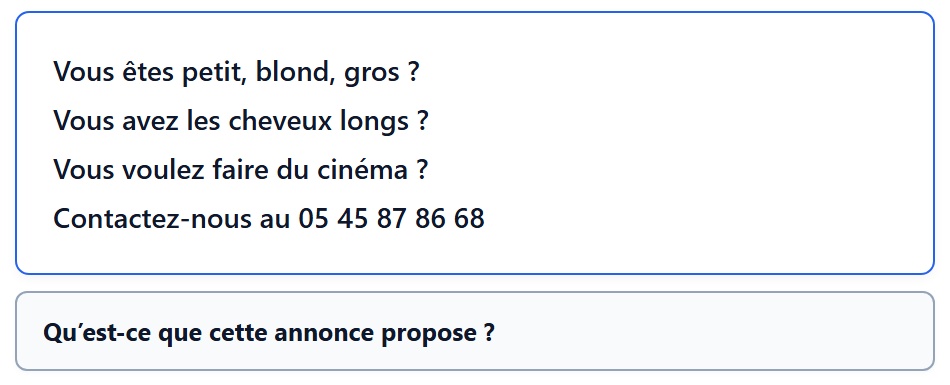 Vous êtes petit, blond, gros ?
Vous avez les cheveux longs ?
Vous voulez faire du cinéma ?
Contactez-nous au 05 45 87 86 68
Qu’est-ce que cette annonce propose ?